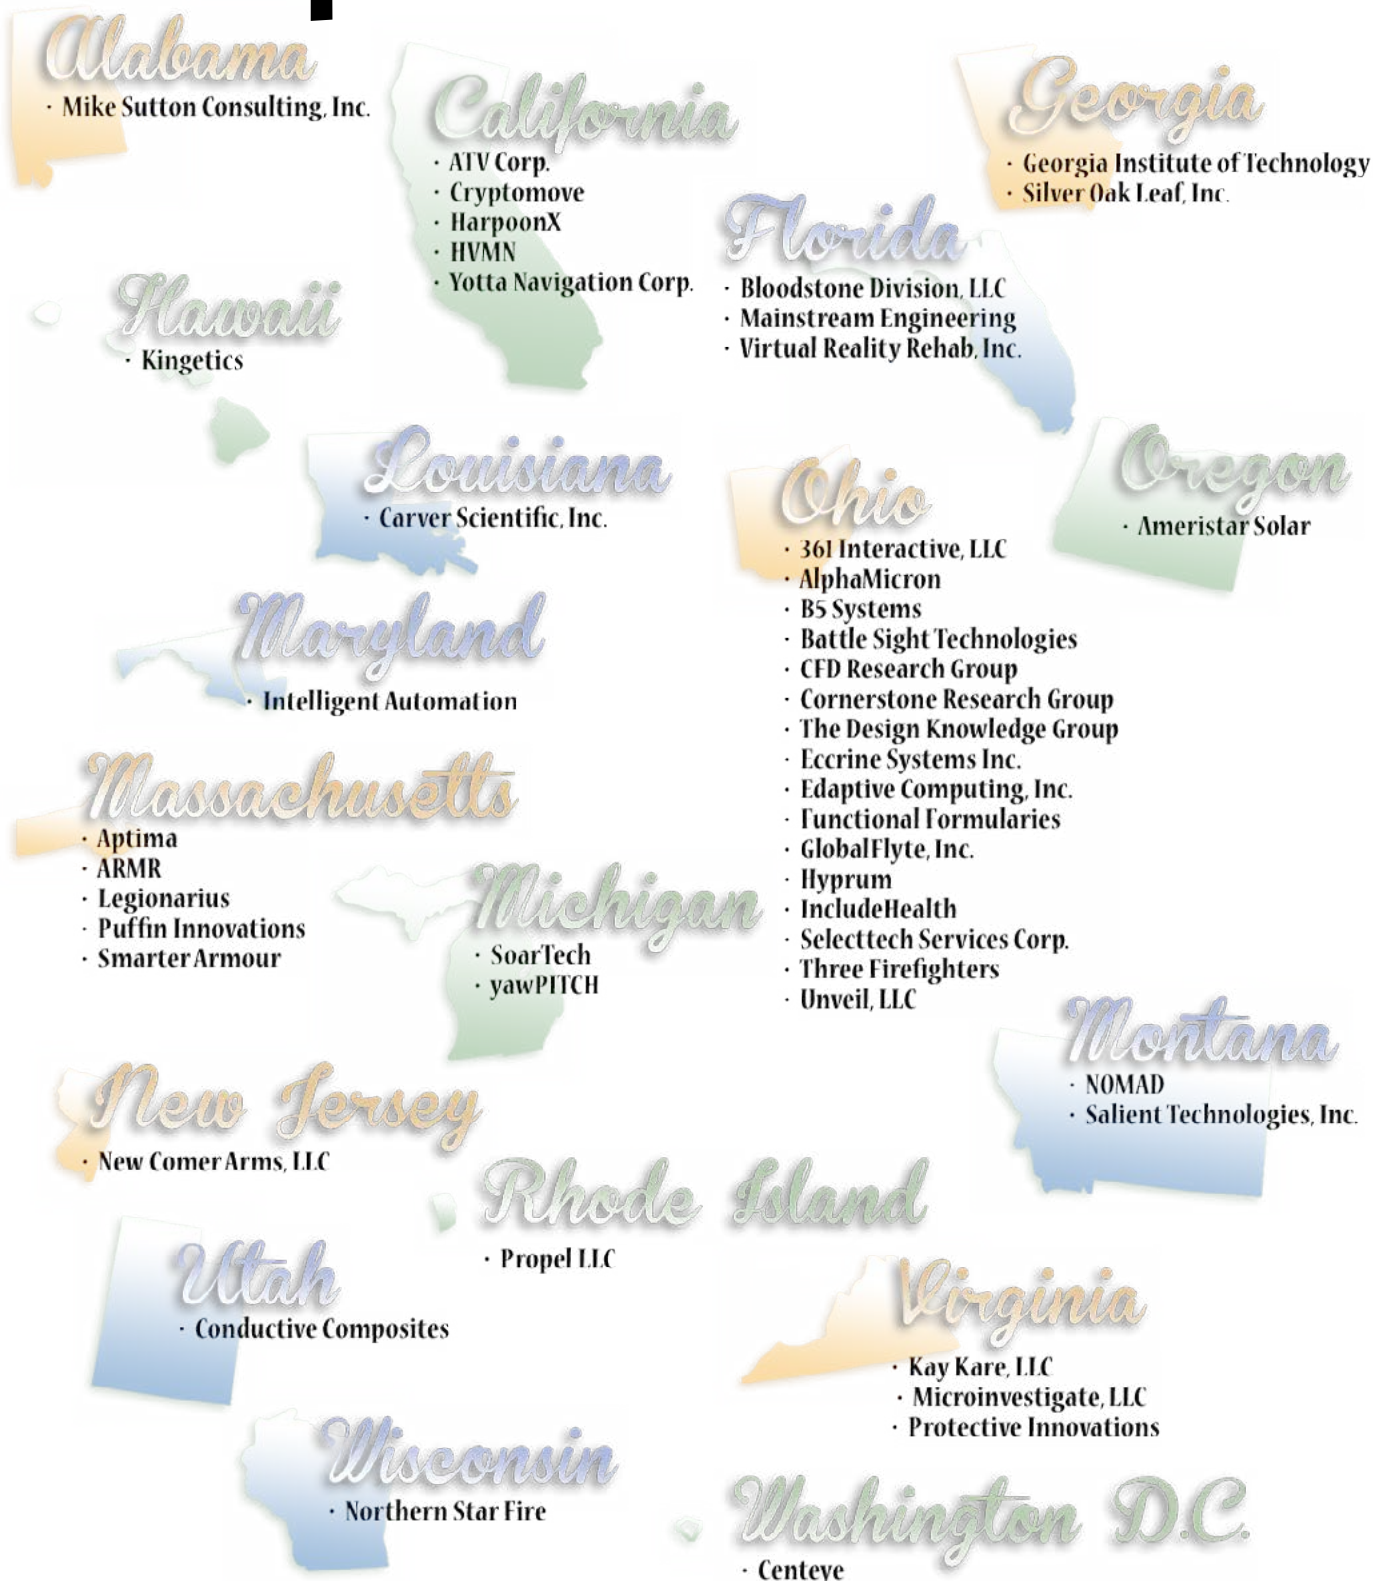 Alabama
· Mike Sutton Consulting, Inc.
California
· ATV Corp.
· Cryptomove
· HarpoonX
· HVMN
· Yotta Navigation Corp.
Georgia
· Georgia Institute of Technology
· Silver Oak Leaf, Inc.
Florida
· Bloodstone Division, LLC
· Mainstream Engineering
· Virtual Reality Rehab, Inc.
Hawaii
· Kingetics
Louisiana
· Carver Scientific, Inc.
Ohio
· 361 Interactive, LLC
· AlphaMicron
· B5 Systems
· Battle Sight Technologies
· CFD Research Group
· Cornerstone Research Group
· The Design Knowledge Group
· Eccrine Systems Inc.
· Edaptive Computing, Inc.
· Functional Formularies
· GlobalFlyte, Inc.
· Hyprum
· IncludeHealth
· Selecttech Services Corp.
· Three Firefighters
· Unveil, LLC
Oregon
· Ameristar Solar
Maryland
· Intelligent Automation
Massachusetts
· Aptima
· ARMR
· Legionarius
· Puffin Innovations
· Smarter Armour
Michigan
· SoarTech
· yawPITCH
Montana
· NOMAD
· Salient Technologies, Inc.
New Jersey
· New Comer Arms, LLC
Rhode Island
· Propel LLC
Utah
· Conductive Composites
Virginia
· Kay Kare, LLC
· Microinvestigate, LLC
· Protective Innovations
Wisconsin
· Northern Star Fire
Washington D.C.
· Centeye